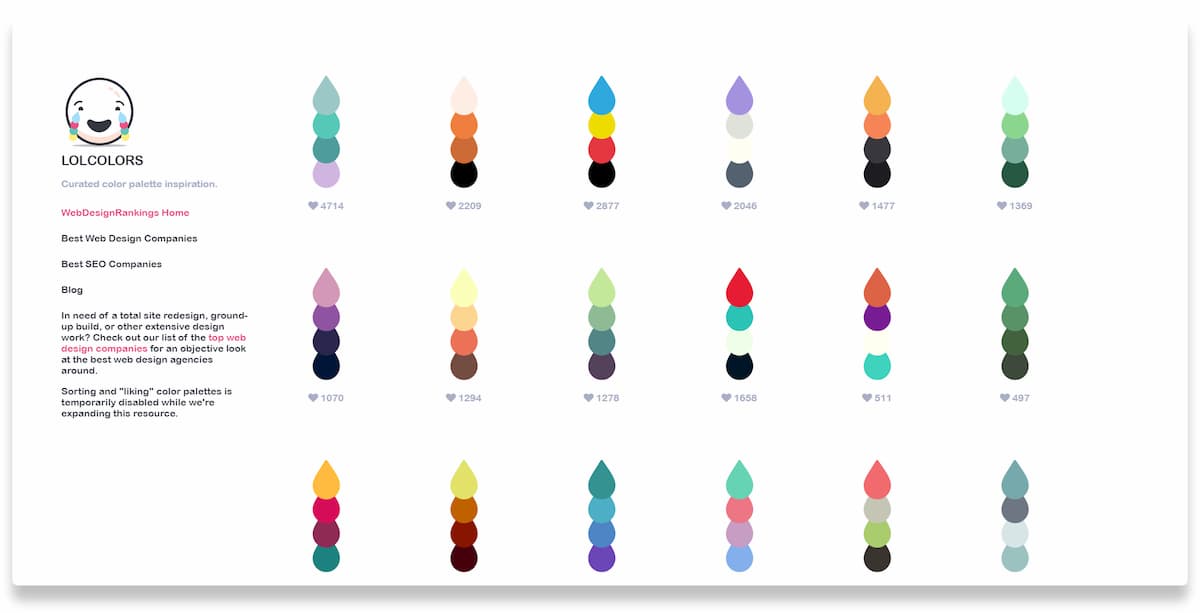 LOLCOLORS
Curated color palette inspiration.
WebDesignRankings Home
Best Web Design Companies
Best SEO Companies
Blog
In need of a total site redesign, ground-
up build, or other extensive design
work? Check out our list of the top web
design companies for an objective look
at the best web design agencies
around.
Sorting and "liking" color palettes is
temporarily disabled while we're
expanding this resource.
4714 2209 2877 2046 1477 1369
1070 1294 1278 1658 511 497